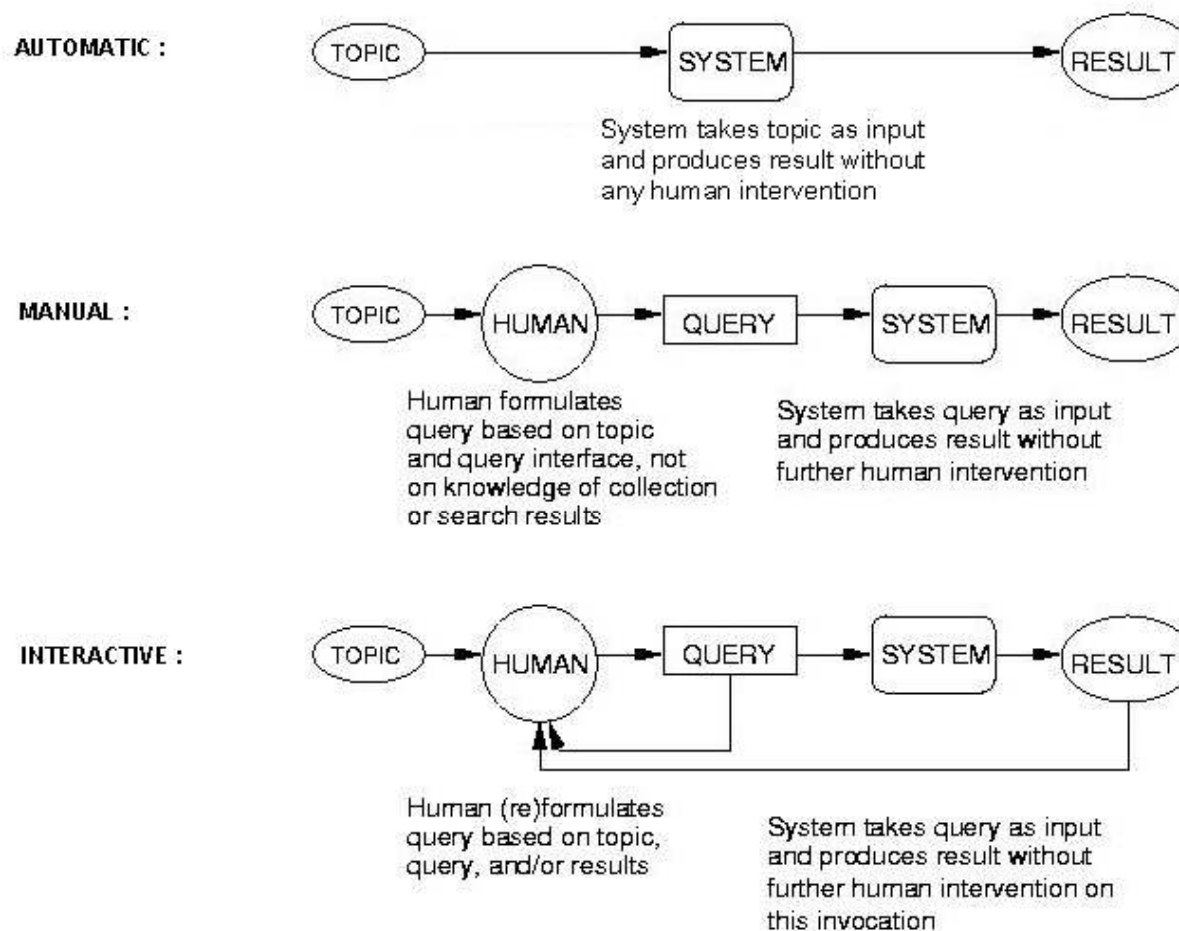 AUTOMATIC :
TOPIC
SYSTEM
RESULT
System takes topic as input
and produces result without
any human intervention
MANUAL :
TOPIC
HUMAN
QUERY
SYSTEM
RESULT
Human formulates
query based on topic
and query interface, not
on knowledge of collection
or search results
System takes query as input
and produces result without
further human intervention
INTERACTIVE :
TOPIC
HUMAN
QUERY
SYSTEM
RESULT
Human (re)formulates
query based on topic,
query, and/or results
System takes query as input
and produces result without
further human intervention on
this invocation